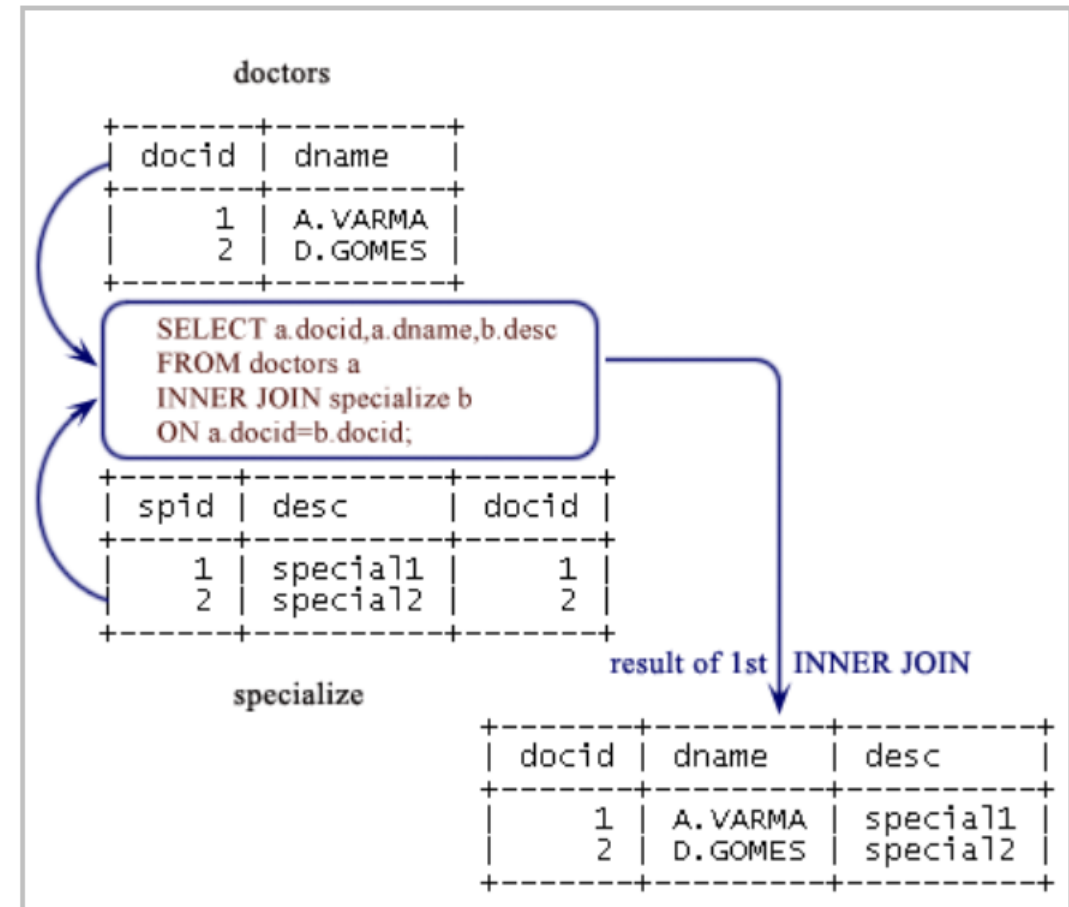 doctors
+-------+---------+
| docid | dname |
+-------+---------+
| 1 | A.VARMA |
| 2 | D.GOMES |
+-------+---------+
SELECT a.docid,a.dname,b.desc
FROM doctors a
INNER JOIN specialize b
ON a.docid=b.docid;
+------+----------+-------+
| spid | desc | docid |
+------+----------+-------+
| 1 | special1 | 1 |
| 2 | special2 | 2 |
+------+----------+-------+
specialize
result of 1st INNER JOIN
+-------+---------+----------+
| docid | dname | desc |
+-------+---------+----------+
| 1 | A.VARMA | special1 |
| 2 | D.GOMES | special2 |
+-------+---------+----------+